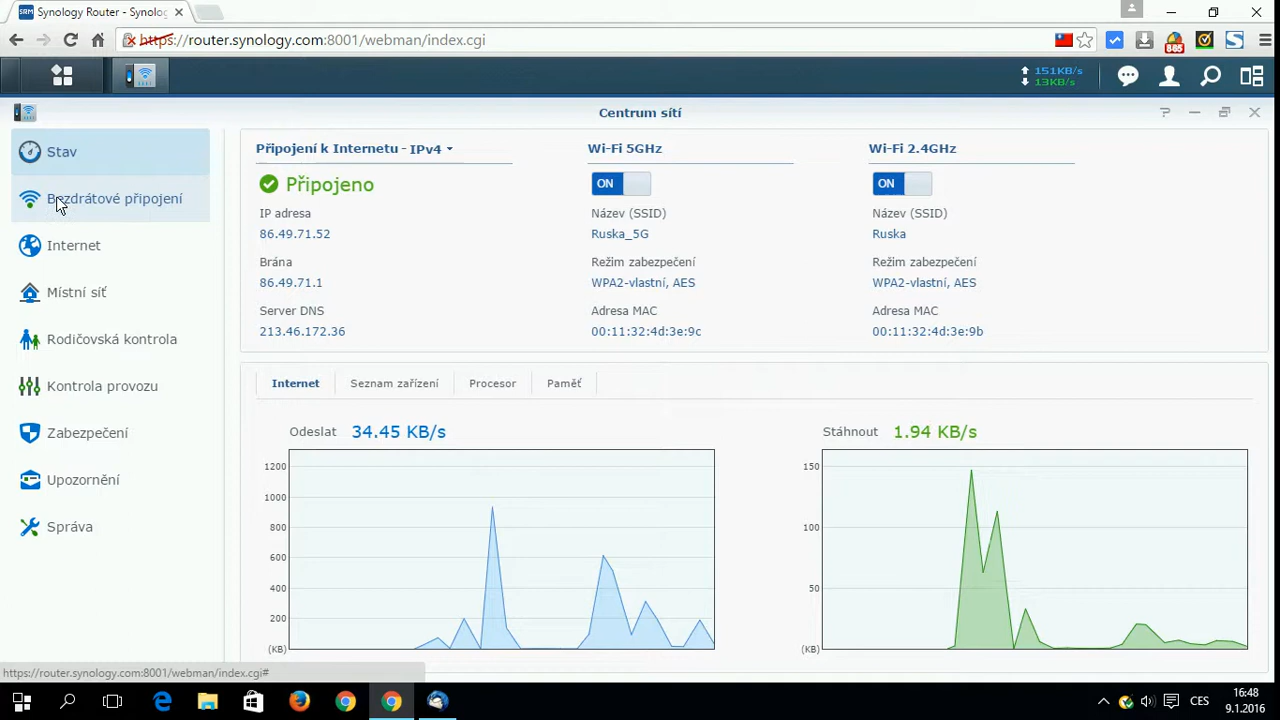 Synology Router - Synolog
https://router.synology.com:8001/webman/index.cgi
885
151KB/s
13KB/s
Centrum sítí
Stav
Bezdrátové připojení
Internet
Místní síť
Rodičovská kontrola
Kontrola provozu
Zabezpečení
Upozornění
Správa
Připojení k Internetu - IPv4
Připojeno
IP adresa
86.49.71.52
Brána
86.49.71.1
Server DNS
213.46.172.36
Wi-Fi 5GHz
ON
Název (SSID)
Ruska_5G
Režim zabezpečení
WPA2-vlastní, AES
Adresa MAC
00:11:32:4d:3e:9c
Wi-Fi 2.4GHz
ON
Název (SSID)
Ruska
Režim zabezpečení
WPA2-vlastní, AES
Adresa MAC
00:11:32:4d:3e:9b
Internet Seznam zařízení Procesor Paměť
Odeslat 34.45 KB/s
1200
1000
800
600
400
200
(KB)
Stáhnout 1.94 KB/s
150
100
50
(KB)
https://router.synology.com:8001/webman/index.cgi#
CES
16:48
9.1.2016